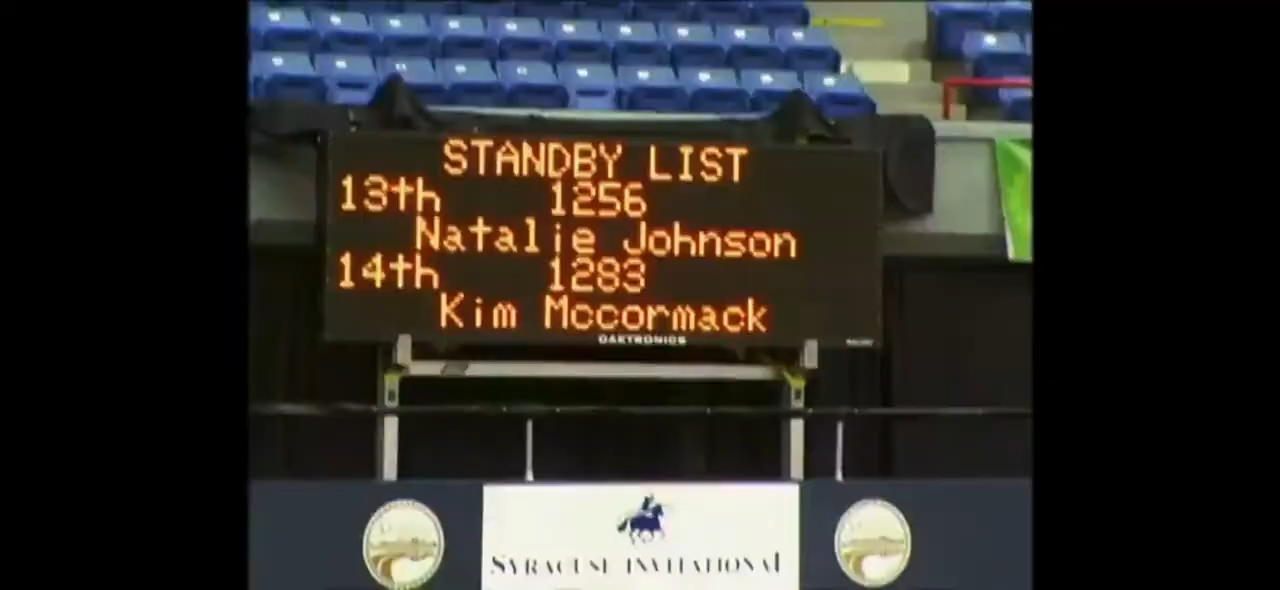 STANDBY LIST
13th 1256
Natalie Johnson
14th 1283
Kim Mccormack
DAKTRONICS
SYRACUSE INVITATIONAL